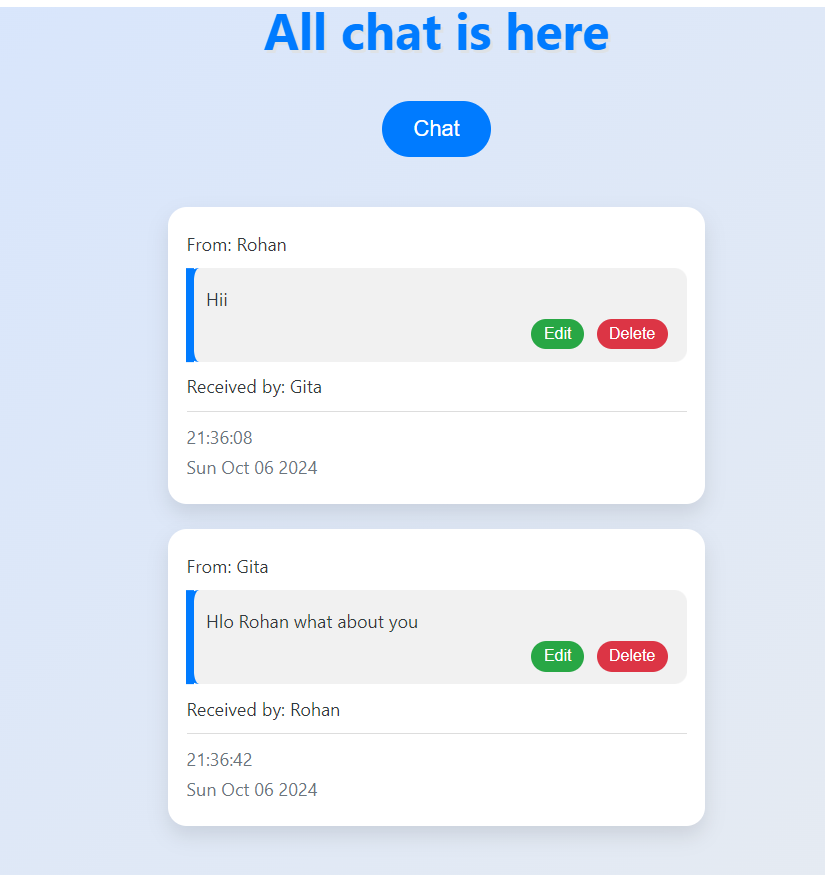 All chat is here
Chat
From: Rohan
Hii
Edit Delete
Received by: Gita
21:36:08
Sun Oct 06 2024
From: Gita
Hlo Rohan what about you
Edit Delete
Received by: Rohan
21:36:42
Sun Oct 06 2024